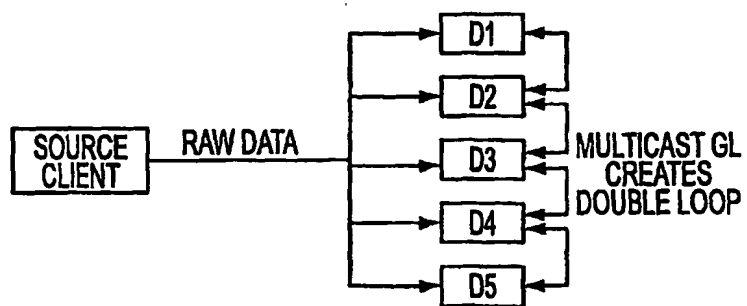 SOURCE
CLIENT
RAW DATA
D1
D2
D3
D4
D5
MULTICAST GL
CREATES
DOUBLE LOOP